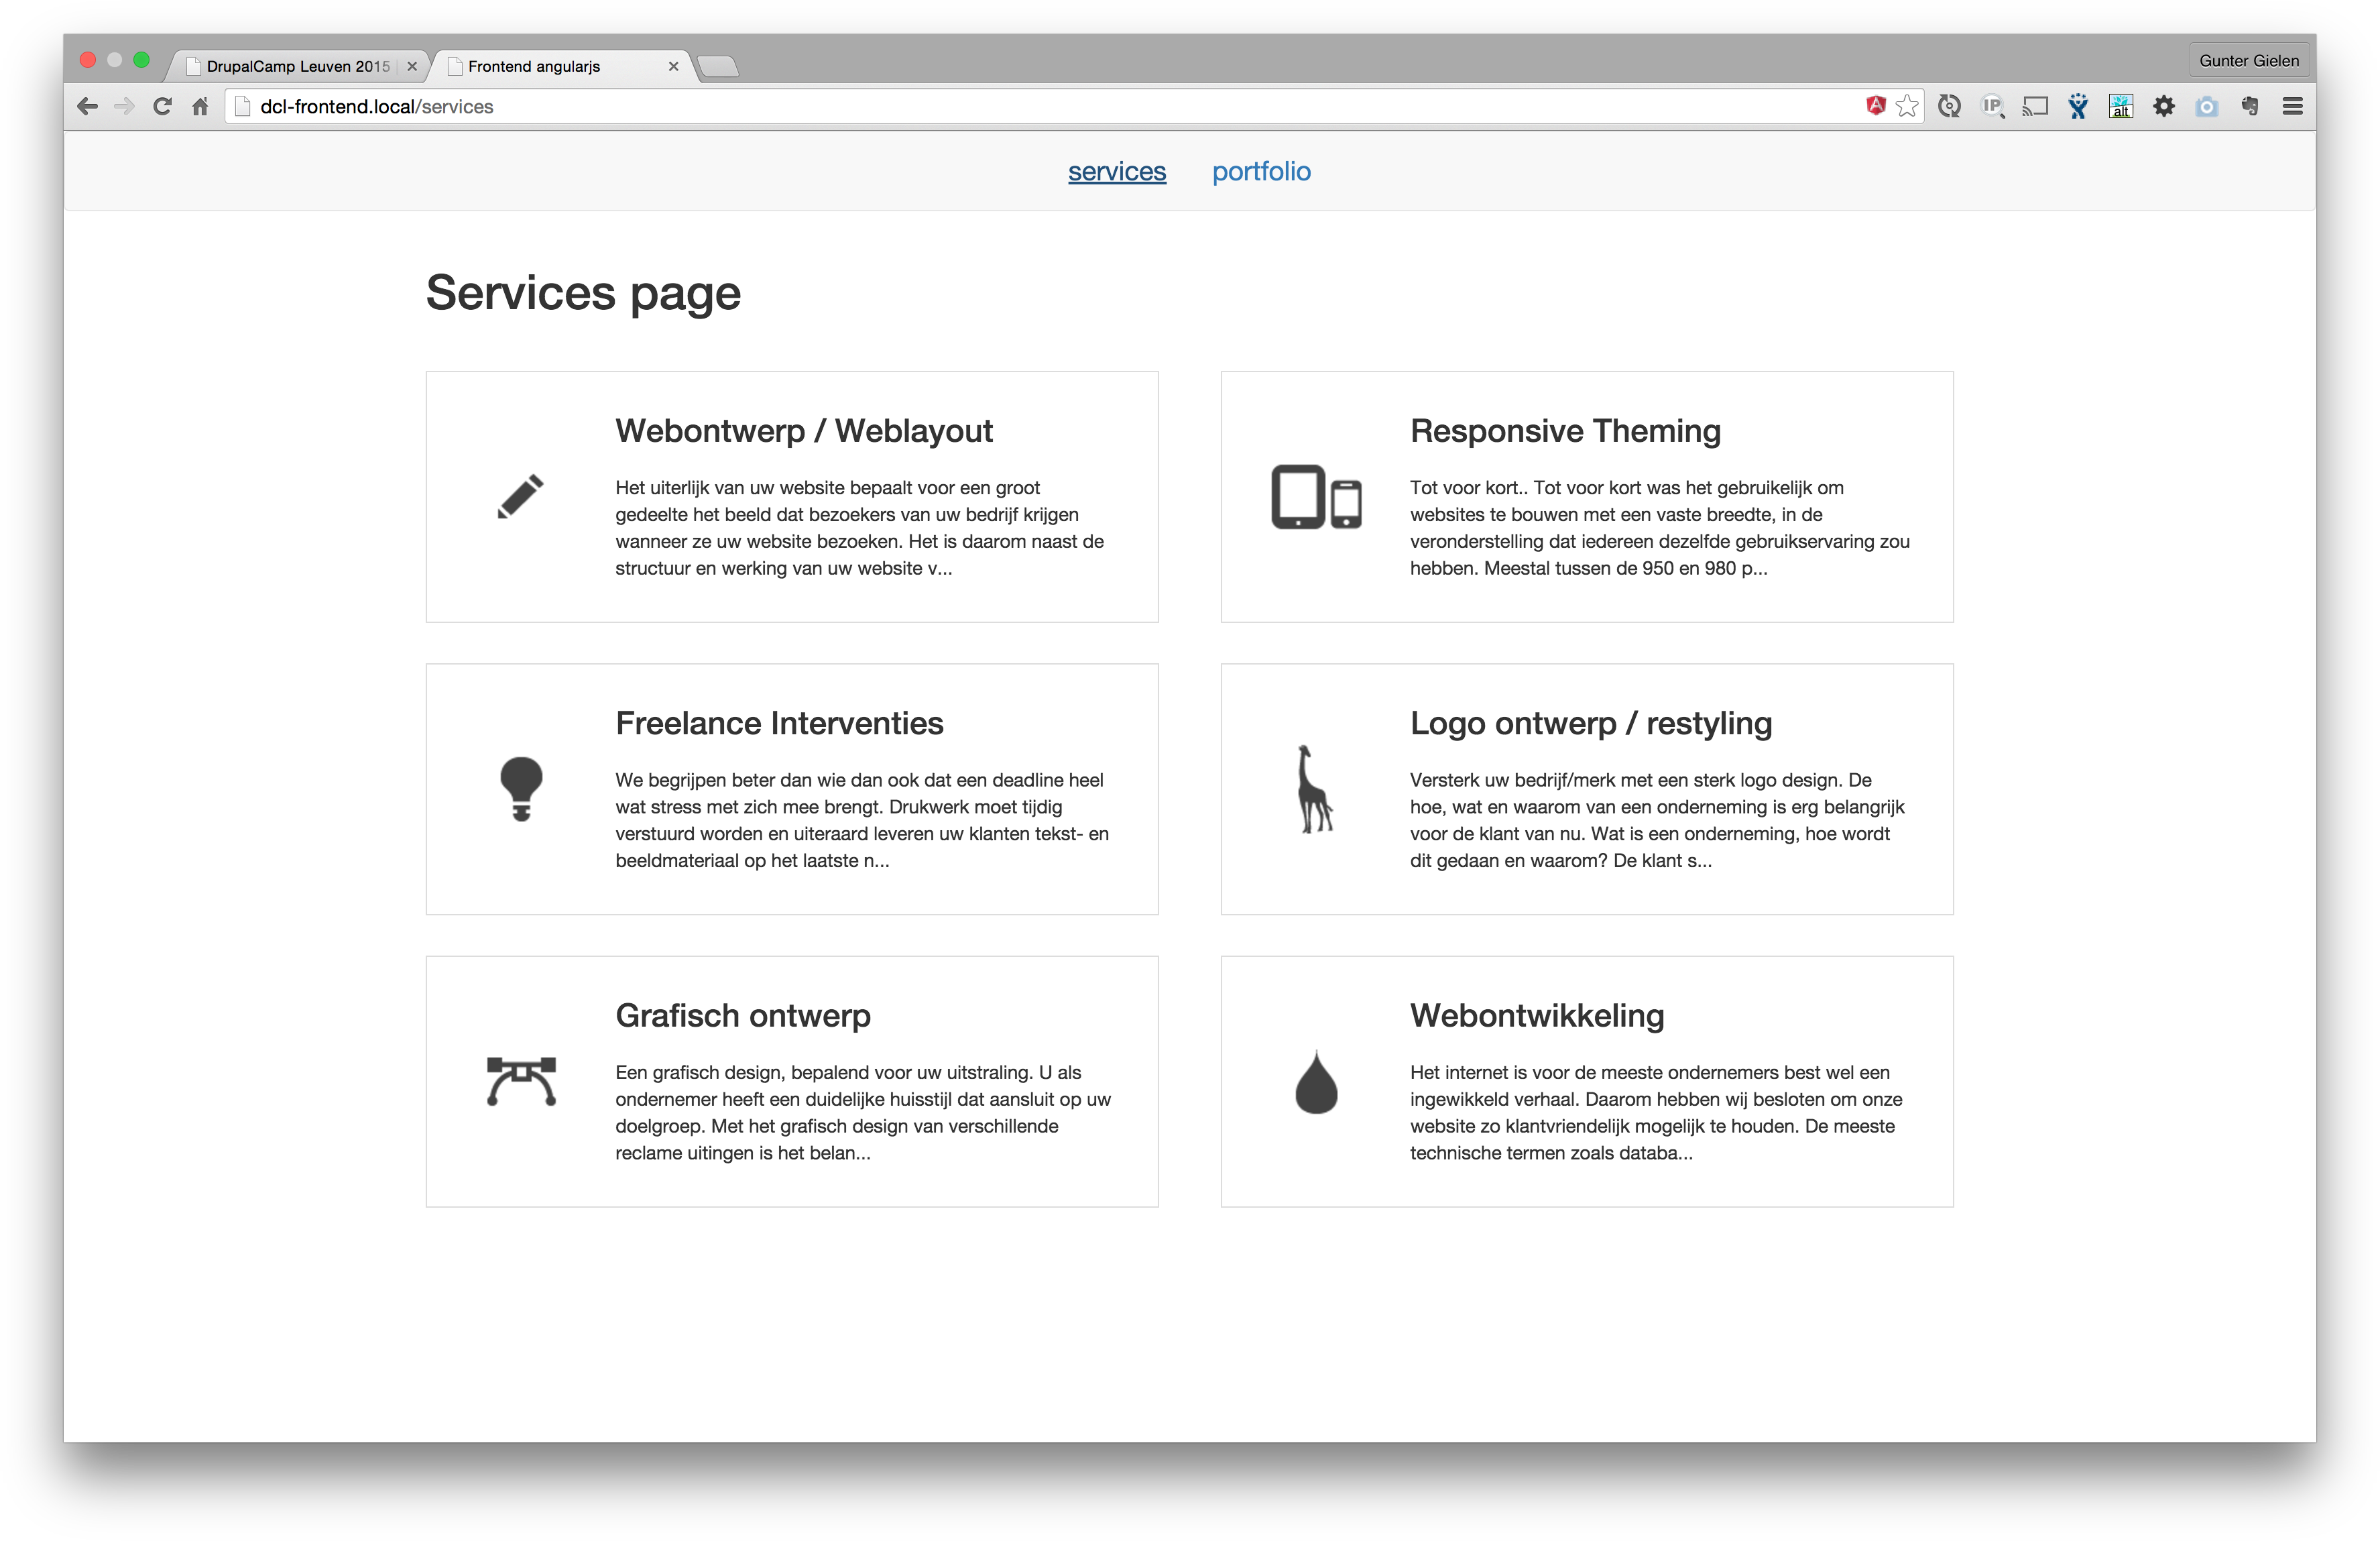 DrupalCamp Leuven 2015
Frontend angularjs
Gunter Gielen
dcl-frontend.local/services
IP
alt
services
portfolio
Services page
Webontwerp / Weblayout
Het uiterlijk van uw website bepaalt voor een groot
gedeelte het beeld dat bezoekers van uw bedrijf krijgen
wanneer ze uw website bezoeken. Het is daarom naast de
structuur en werking van uw website v...
Responsive Theming
Tot voor kort.. Tot voor kort was het gebruikelijk om
websites te bouwen met een vaste breedte, in de
veronderstelling dat iedereen dezelfde gebruikservaring zou
hebben. Meestal tussen de 950 en 980 p...
Freelance Interventies
We begrijpen beter dan wie dan ook dat een deadline heel
wat stress met zich mee brengt. Drukwerk moet tijdig
verstuurd worden en uiteraard leveren uw klanten tekst- en
beeldmateriaal op het laatste n...
Logo ontwerp / restyling
Versterk uw bedrijf/merk met een sterk logo design. De
hoe, wat en waarom van een onderneming is erg belangrijk
voor de klant van nu. Wat is een onderneming, hoe wordt
dit gedaan en waarom? De klant s...
Grafisch ontwerp
Een grafisch design, bepalend voor uw uitstraling. U als
ondernemer heeft een duidelijke huisstijl dat aansluit op uw
doelgroep. Met het grafisch design van verschillende
reclame uitingen is het belan...
Webontwikkeling
Het internet is voor de meeste ondernemers best wel een
ingewikkeld verhaal. Daarom hebben wij besloten om onze
website zo klantvriendelijk mogelijk te houden. De meeste
technische termen zoals databa...